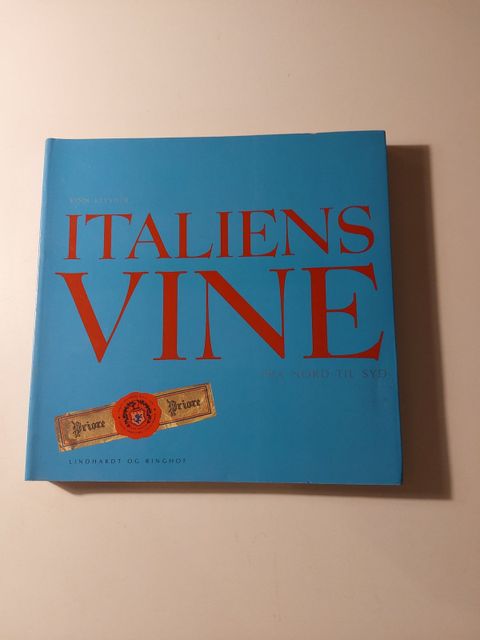 ITALIENS
VINE
FRA NORD TIL SYD
Priore Priore
LINDHARDT OG RINGHOF